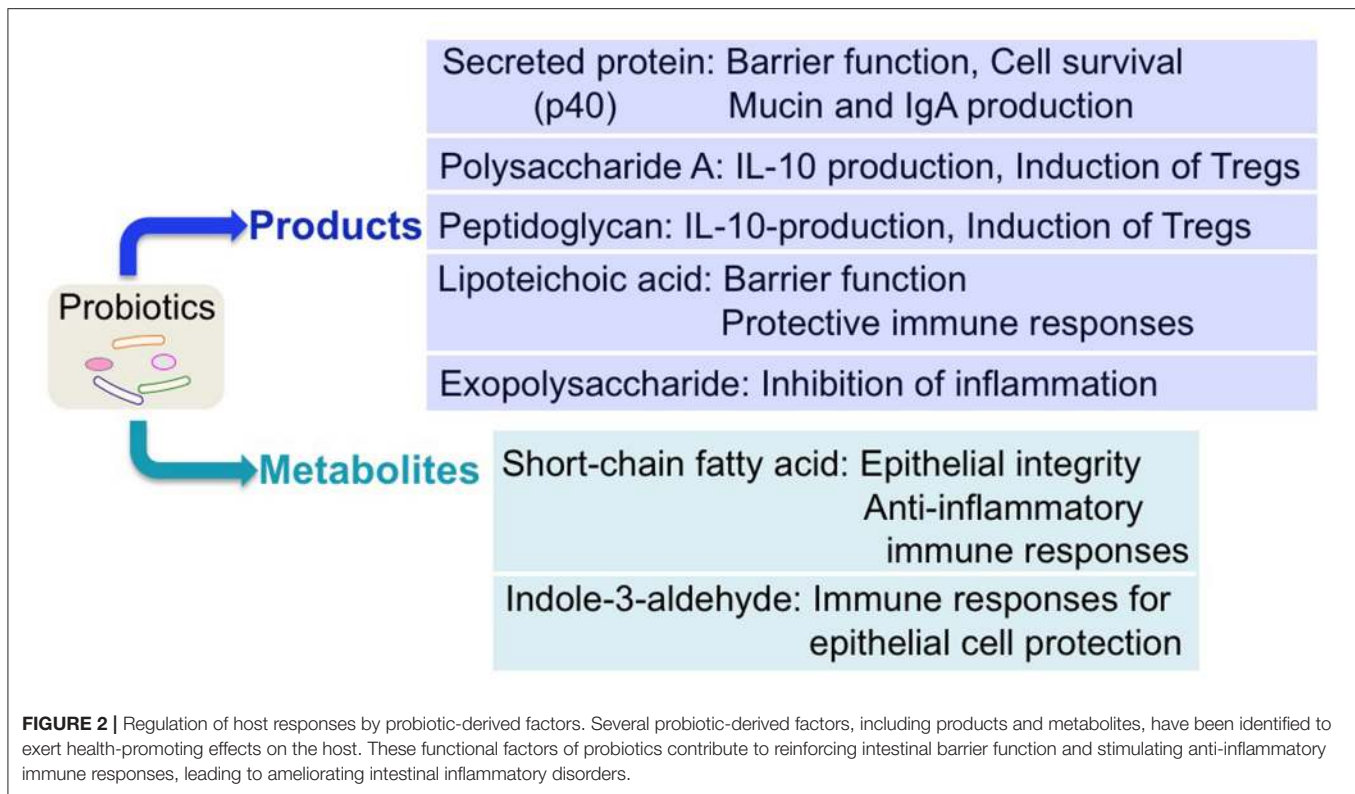 Secreted protein: Barrier function, Cell survival
(p40) Mucin and IgA production
Polysaccharide A: IL-10 production, Induction of Tregs
Products
Peptidoglycan: IL-10-production, Induction of Tregs
Lipoteichoic acid: Barrier function
Protective immune responses
Probiotics
Exopolysaccharide: Inhibition of inflammation
Metabolites
Short-chain fatty acid: Epithelial integrity
Anti-inflammatory
immune responses
Indole-3-aldehyde: Immune responses for
epithelial cell protection
FIGURE 2 | Regulation of host responses by probiotic-derived factors. Several probiotic-derived factors, including products and metabolites, have been identified to
exert health-promoting effects on the host. These functional factors of probiotics contribute to reinforcing intestinal barrier function and stimulating anti-inflammatory
immune responses, leading to ameliorating intestinal inflammatory disorders.